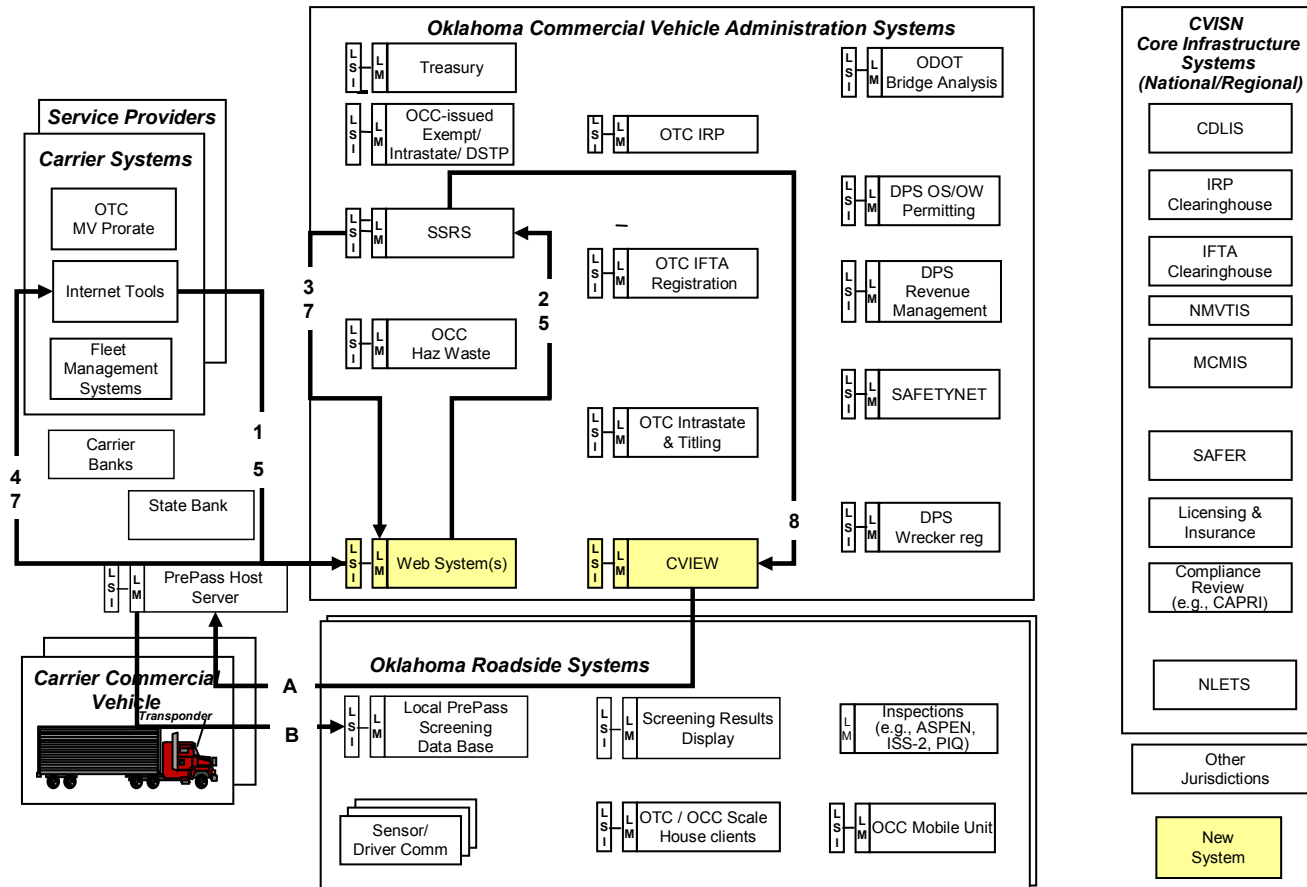 Oklahoma Commercial Vehicle Administration Systems
L
S
I
L
M
Treasury
L
S
I
L
M
OCC-issued
Exempt/
Intrastate/ DSTP
L
S
I
L
M
SSRS
L
S
I
L
M
OCC
Haz Waste
L
S
I
L
M
Web System(s)
L
S
I
L
M
OTC IRP
L
S
I
L
M
OTC IFTA
Registration
L
S
I
L
M
OTC Intrastate
& Titling
L
S
I
L
M
CVIEW
L
S
I
L
M
ODOT
Bridge Analysis
L
S
I
L
M
DPS OS/OW
Permitting
L
S
I
L
M
DPS
Revenue
Management
L
S
I
L
M
SAFETYNET
L
S
I
L
M
DPS
Wrecker reg
3
7
2
5
8
Service Providers
Carrier Systems
OTC
MV Prorate
Internet Tools
Fleet
Management
Systems
Carrier
Banks
State Bank
1
5
4
7
L
S
I
L
M
PrePass Host
Server
Carrier Commercial
Vehicle
Transponder
A
B
Oklahoma Roadside Systems
L
S
I
L
M
Local PrePass
Screening
Data Base
L
S
I
L
M
Screening Results
Display
L
M
Inspections
(e.g., ASPEN,
ISS-2, PIQ)
Sensor/
Driver Comm
L
S
I
L
M
OTC / OCC Scale
House clients
L
S
I
L
M
OCC Mobile Unit
CVISN
Core Infrastructure
Systems
(National/Regional)
CDLIS
IRP
Clearinghouse
IFTA
Clearinghouse
NMVTIS
MCMIS
SAFER
Licensing &
Insurance
Compliance
Review
(e.g., CAPRI)
NLETS
Other
Jurisdictions
New
System